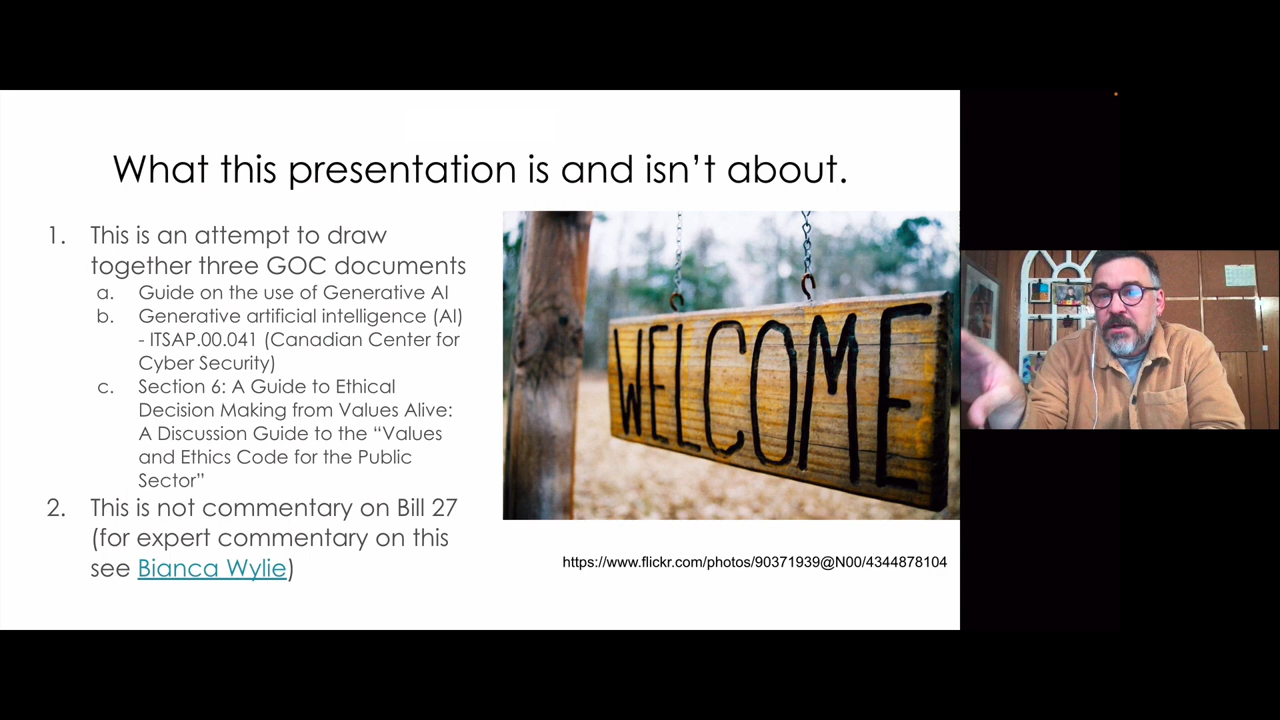 What this presentation is and isn’t about.
1. This is an attempt to draw
together three GOC documents
a. Guide on the use of Generative AI
b. Generative artificial intelligence (AI)
- ITSAP.00.041 (Canadian Center for
Cyber Security)
c. Section 6: A Guide to Ethical
Decision Making from Values Alive:
A Discussion Guide to the “Values
and Ethics Code for the Public
Sector”
2. This is not commentary on Bill 27
(for expert commentary on this
see Bianca Wylie)
WELCOME
https://www.flickr.com/photos/90371939@N00/4344878104